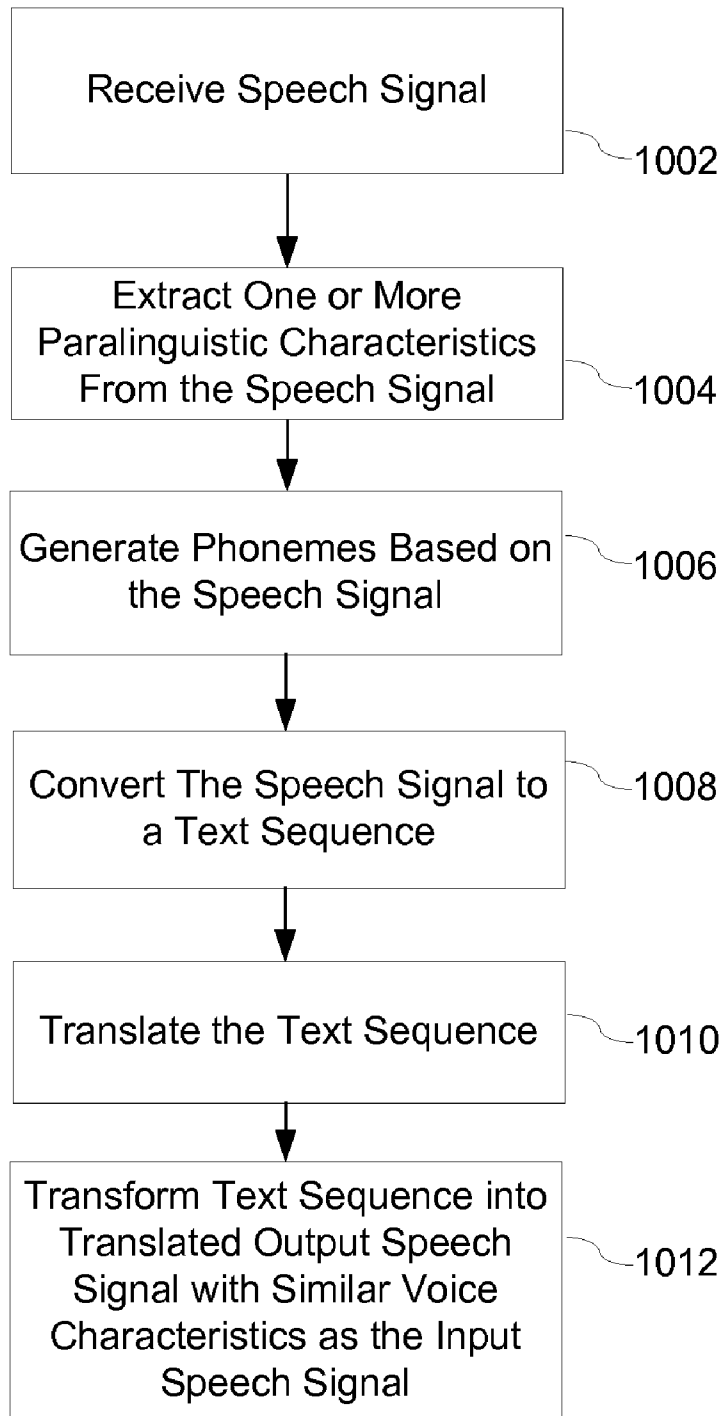 Receive Speech Signal
1002
Extract One or More
Paralinguistic Characteristics
From the Speech Signal
1004
Generate Phonemes Based on
the Speech Signal
1006
Convert The Speech Signal to
a Text Sequence
1008
Translate the Text Sequence
1010
Transform Text Sequence into
Translated Output Speech
Signal with Similar Voice
Characteristics as the Input
Speech Signal
1012